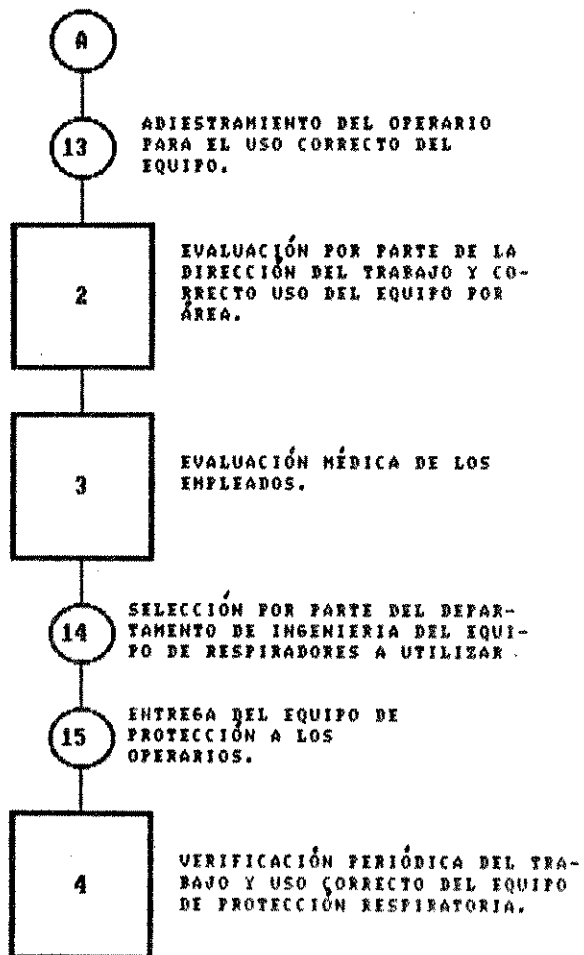 A
13
ADIESTRAMIENTO DEL OPERARIO
PARA EL USO CORRECTO DEL
EQUIPO.
2
EVALUACIÓN POR PARTE DE LA
DIRECCIÓN DEL TRABAJO Y CO-
RRECTO USO DEL EQUIPO POR
ÁREA.
3
EVALUACIÓN MÉDICA DE LOS
EMPLEADOS.
14
SELECCIÓN POR PARTE DEL DEPAR-
TAMENTO DE INGENIERIA DEL EQUI-
PO DE RESPIRADORES A UTILIZAR
15
ENTREGA DEL EQUIPO DE
PROTECCIÓN A LOS
OPERARIOS.
4
VERIFICACIÓN PERIÓDICA DEL TRA-
BAJO Y USO CORRECTO DEL EQUIPO
DE PROTECCIÓN RESPIRATORIA.